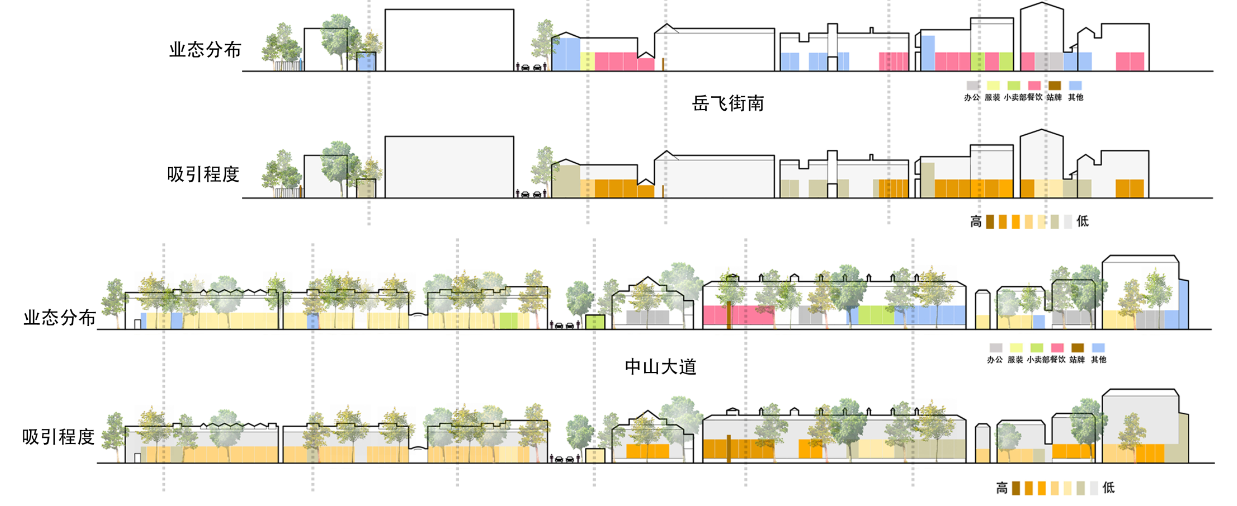 业态分布
办公 服装 小卖部 餐饮 站牌 其他
岳飞街南
吸引程度
高 低
业态分布
办公 服装 小卖部 餐饮 站牌 其他
中山大道
吸引程度
高 低